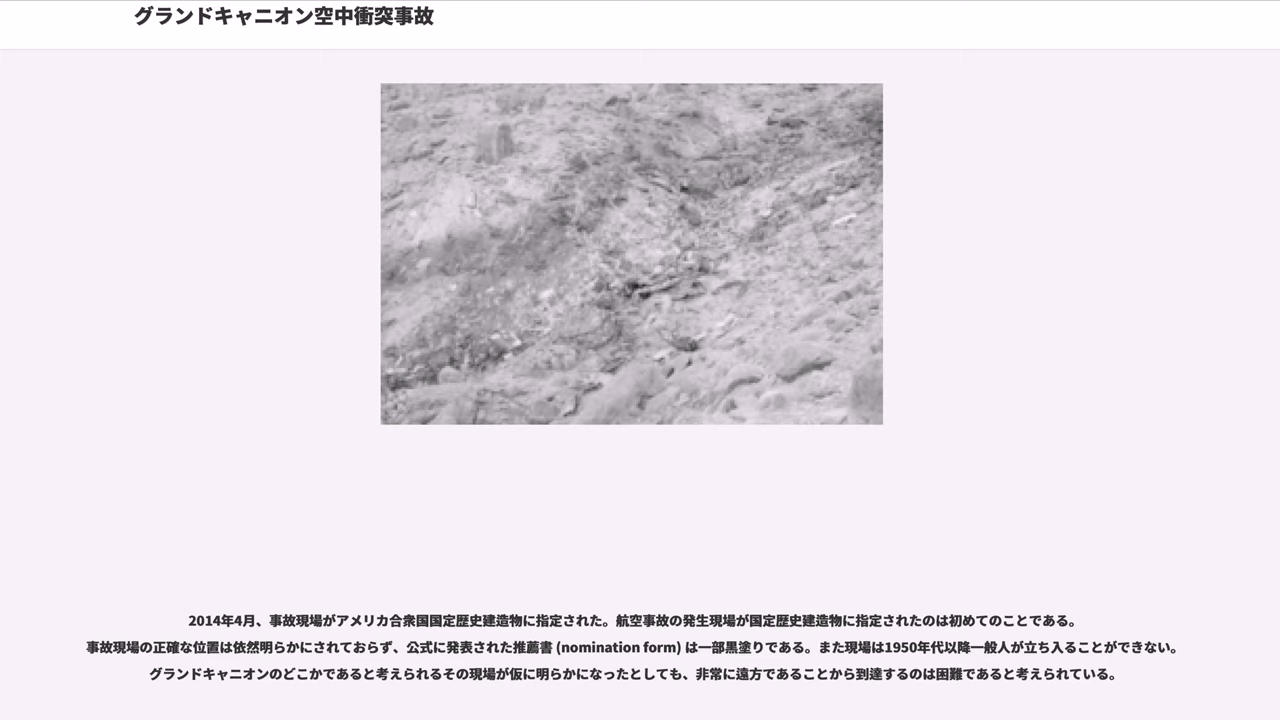 グランドキャニオン空中衝突事故
2014年4月、事故現場がアメリカ合衆国国定歴史建造物に指定された。航空事故の発生現場が国定歴史建造物に指定されたのは初めてのことである。
事故現場の正確な位置は依然明らかにされておらず、公式に発表された推薦書 (nomination form) は一部黒塗りである。また現場は1950年代以降一般人が立ち入ることができない。
グランドキャニオンのどこかであると考えられるその現場が仮に明らかになったとしても、非常に遠方であることから到達するのは困難であると考えられている。